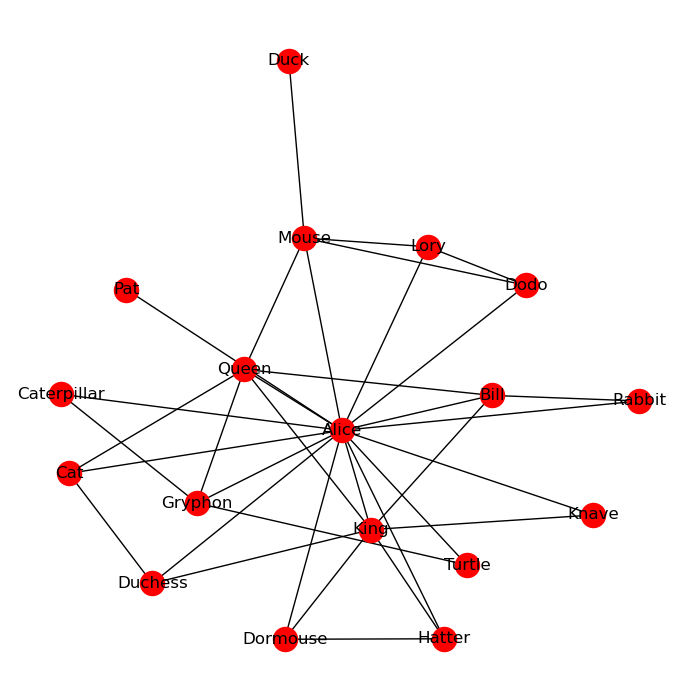 Duck
Mouse
Lory
Dodo
Pat
Queen
Caterpillar
Bill
Rabbit
Alice
Cat
Gryphon
Knave
King
Turtle
Duchess
Dormouse
Hatter